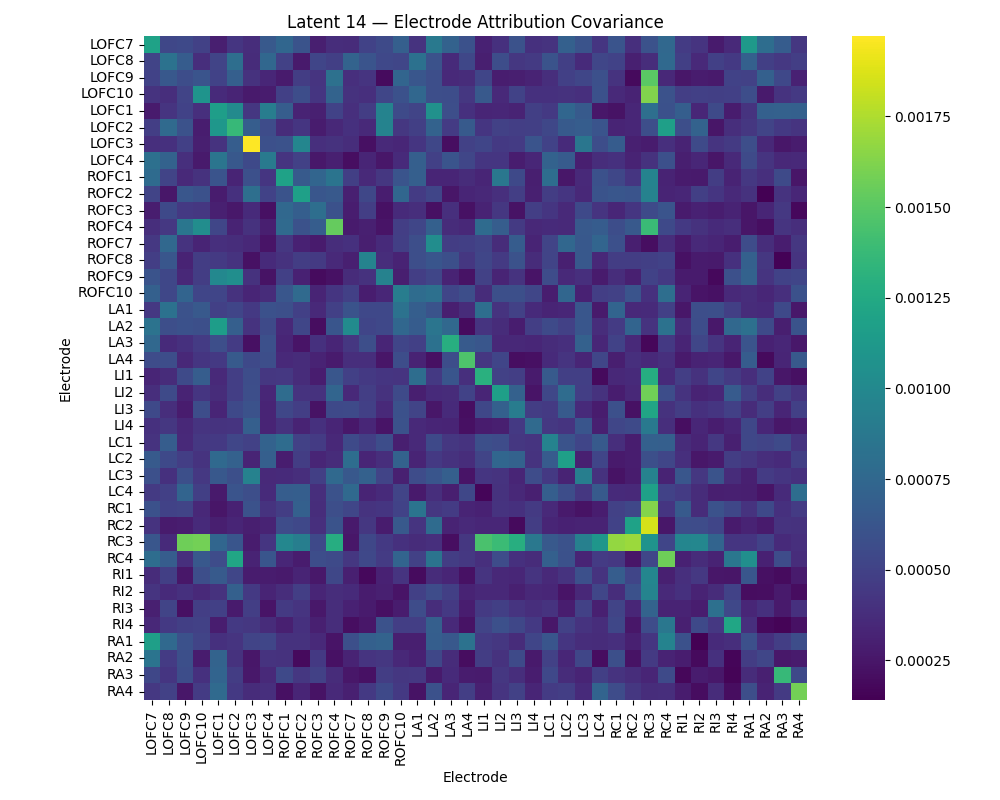 Latent 14 — Electrode Attribution Covariance
Electrode
LOFC7
LOFC8
LOFC9
LOFC10
LOFC1
LOFC2
LOFC3
LOFC4
ROFC1
ROFC2
ROFC3
ROFC4
ROFC7
ROFC8
ROFC9
ROFC10
LA1
LA2
LA3
LA4
LI1
LI2
LI3
LI4
LC1
LC2
LC3
LC4
RC1
RC2
RC3
RC4
RI1
RI2
RI3
RI4
RA1
RA2
RA3
RA4
LOFC7 LOFC8 LOFC9 LOFC10 LOFC1 LOFC2 LOFC3 LOFC4 ROFC1 ROFC2 ROFC3 ROFC4 ROFC7 ROFC8 ROFC9 ROFC10 LA1 LA2 LA3 LA4 LI1 LI2 LI3 LI4 LC1 LC2 LC3 LC4 RC1 RC2 RC3 RC4 RI1 RI2 RI3 RI4 RA1 RA2 RA3 RA4
Electrode
0.00175
0.00150
0.00125
0.00100
0.00075
0.00050
0.00025